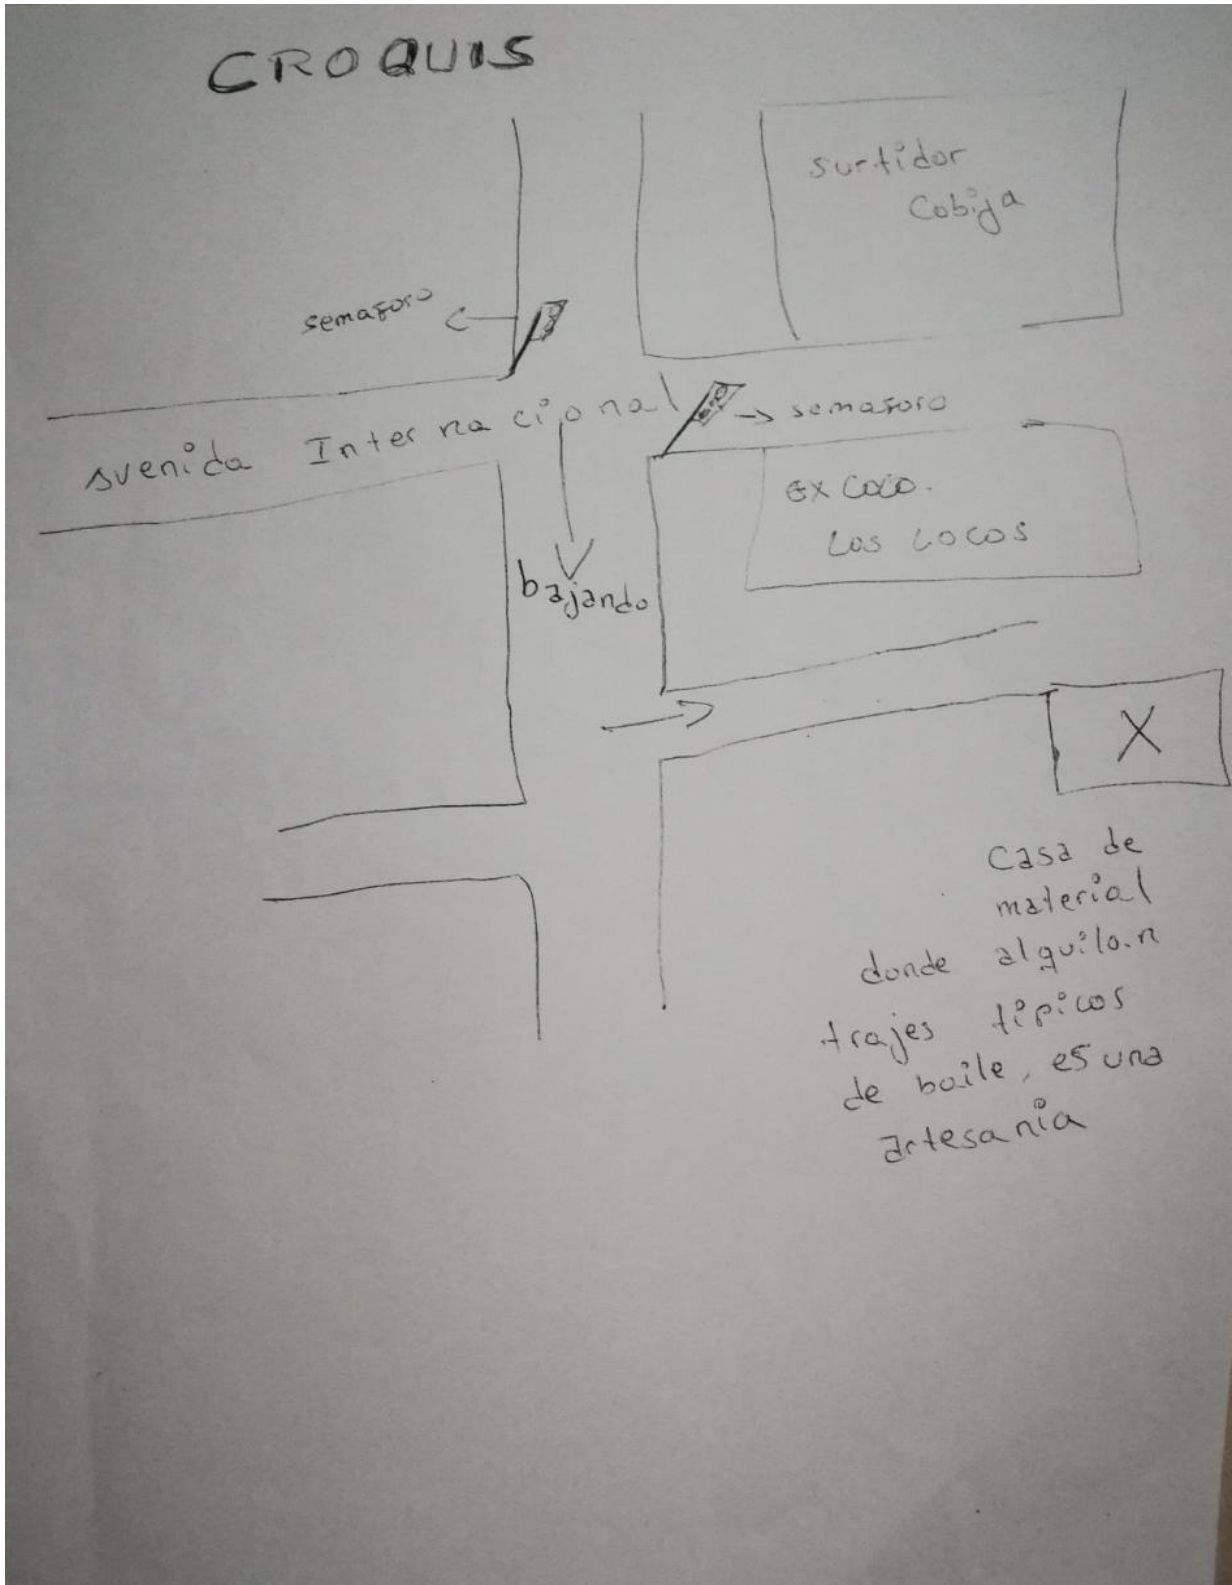 CROQUIS
surtidor
Cobija
semaforo
semaforo
Avenida Internacional
EX COCO.
LOS COCOS
bajando
X
Casa de
material
donde alquilan
trajes tipicos
de baile, es una
artesania